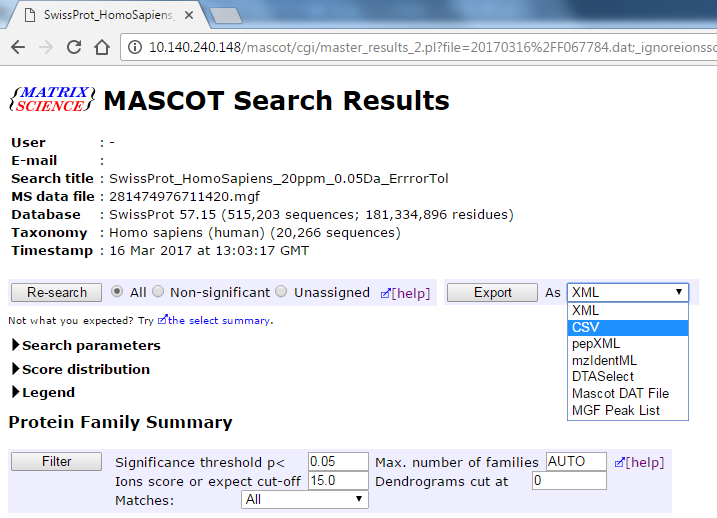 SwissProt_HomoSapiens_
10.140.240.148/mascot/cgi/master_results_2.pl?file=20170316%2FF067784.dat;_ignoreionssc
{MATRIX SCIENCE} MASCOT Search Results
User : -
E-mail :
Search title : SwissProt_HomoSapiens_20ppm_0.05Da_ErrrorTol
MS data file : 281474976711420.mgf
Database : SwissProt 57.15 (515,203 sequences; 181,334,896 residues)
Taxonomy : Homo sapiens (human) (20,266 sequences)
Timestamp : 16 Mar 2017 at 13:03:17 GMT
Re-search All Non-significant Unassigned [help] Export As XML
XML
CSV
pepXML
mzIdentML
DTASelect
Mascot DAT File
MGF Peak List
Not what you expected? Try the select summary.
Search parameters
Score distribution
Legend
Protein Family Summary
Filter Significance threshold p< 0.05 Max. number of families AUTO [help]
Ions score or expect cut-off 15.0 Dendrograms cut at 0
Matches: All